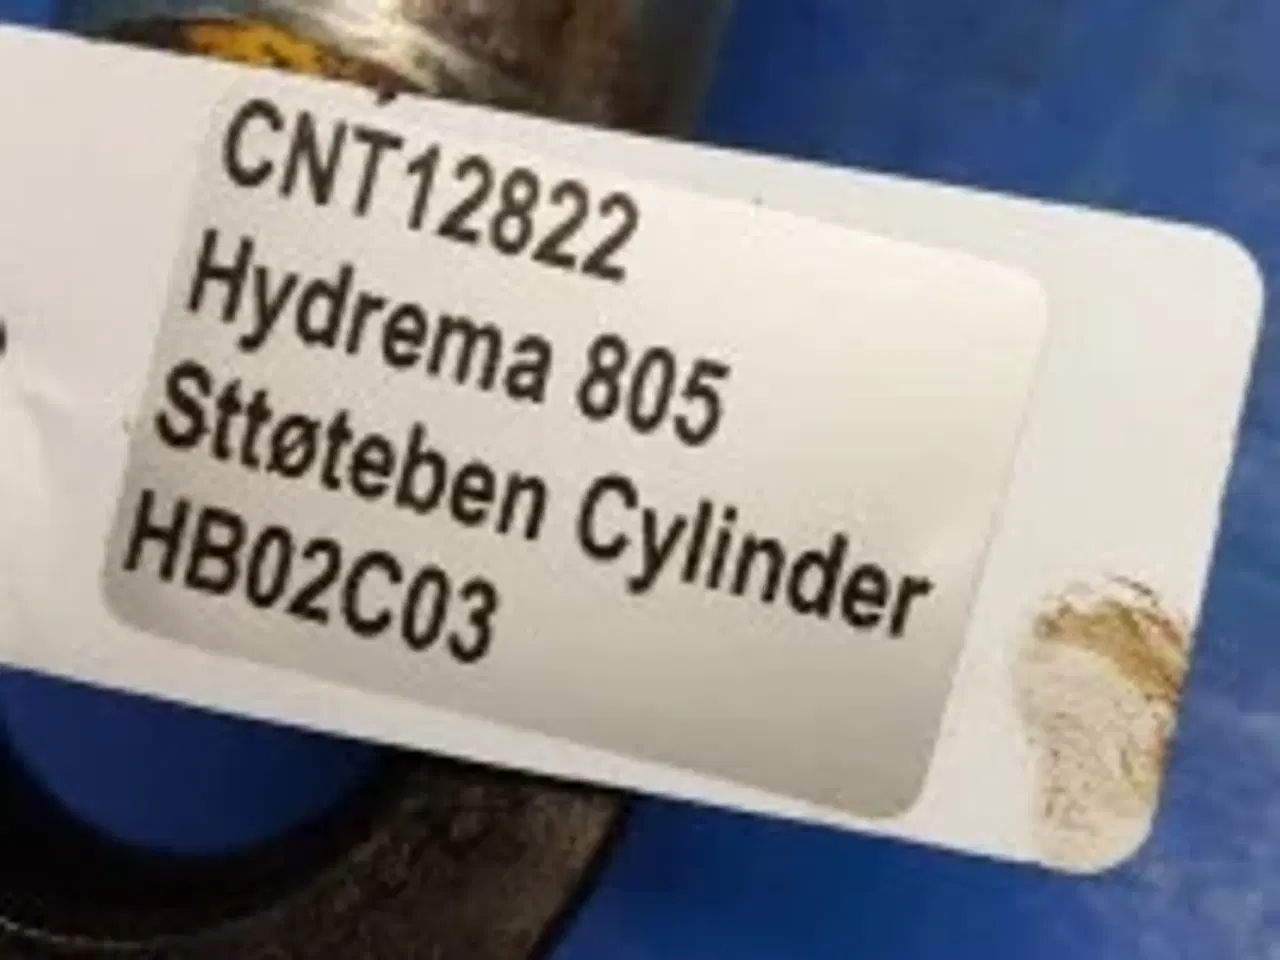 CNT12822
Hydrema 805
Sttøteben Cylinder
HB02C03